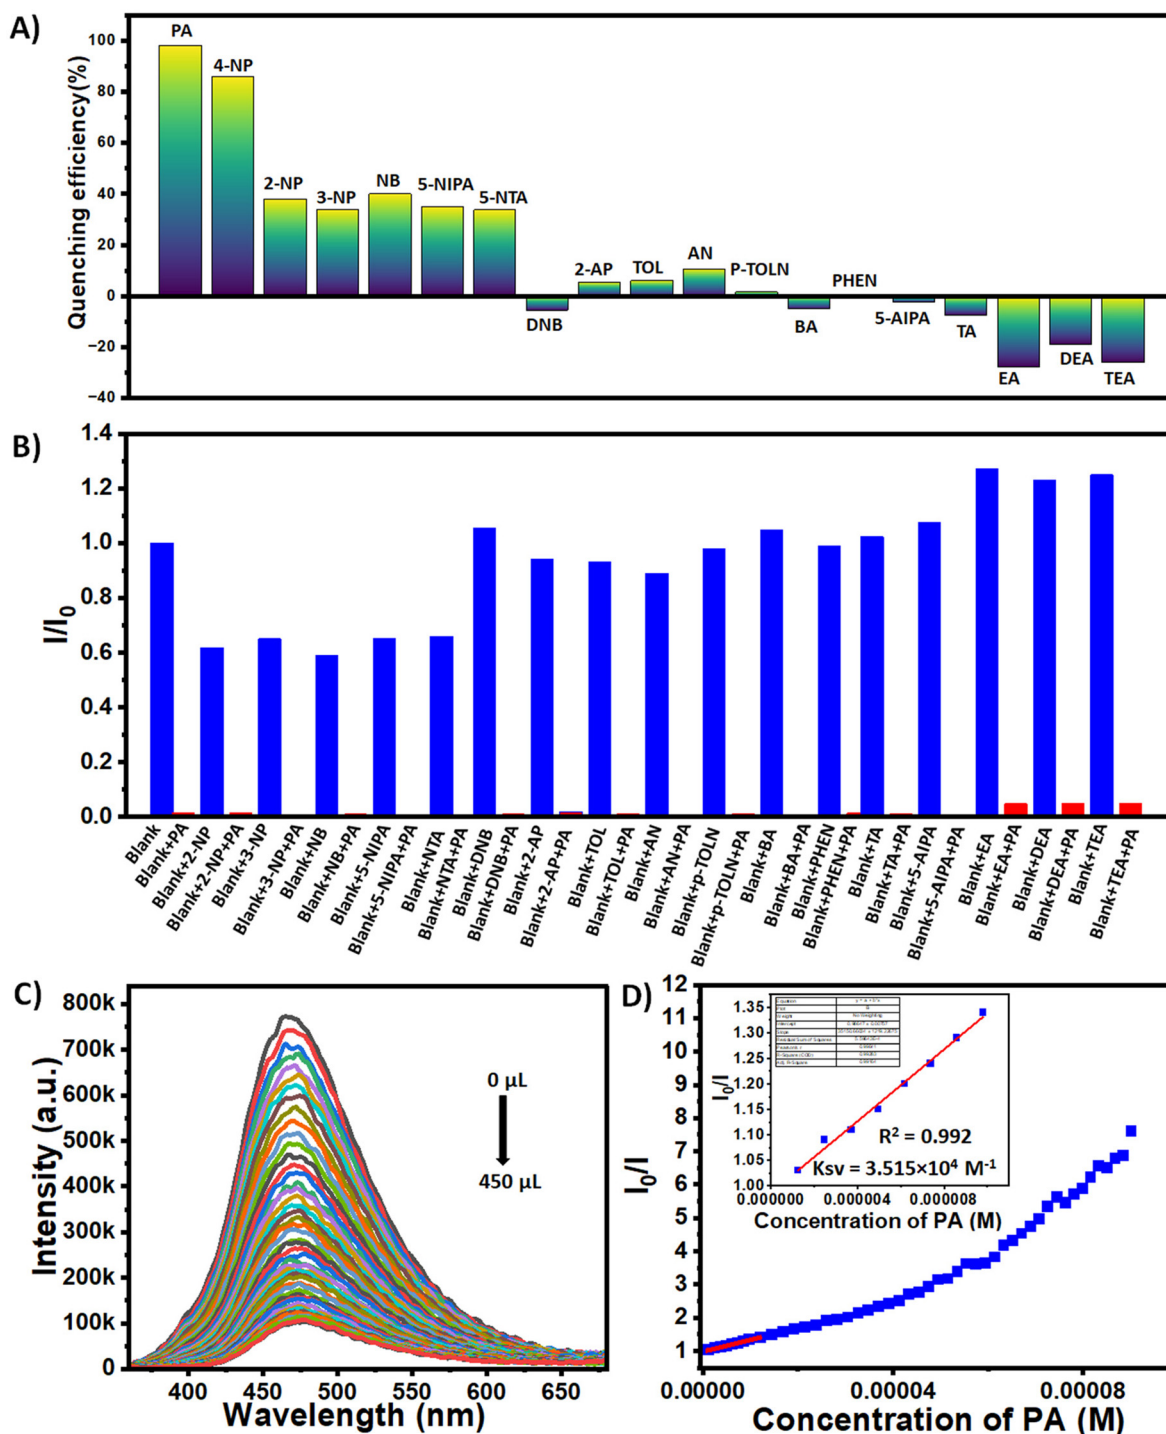 A)
Quenching efficiency(%)
100
80
60
40
20
0
−20
−40
PA
4-NP
2-NP
3-NP
NB
5-NIPA
5-NTA
DNB
2-AP
TOL
AN
P-TOLN
BA
PHEN
5-AIPA
TA
EA
DEA
TEA
B)
I/I0
1.4
1.2
1.0
0.8
0.6
0.4
0.2
0.0
Blank
Blank+PA
Blank+2-NP
Blank+2-NP+PA
Blank+3-NP
Blank+3-NP+PA
Blank+NB
Blank+NB+PA
Blank+5-NIPA
Blank+5-NIPA+PA
Blank+NTA
Blank+NTA+PA
Blank+DNB
Blank+DNB+PA
Blank+2-AP
Blank+2-AP+PA
Blank+TOL
Blank+TOL+PA
Blank+AN
Blank+AN+PA
Blank+p-TOLN
Blank+p-TOLN+PA
Blank+BA
Blank+BA+PA
Blank+PHEN
Blank+PHEN+PA
Blank+TA
Blank+TA+PA
Blank+5-AIPA
Blank+5-AIPA+PA
Blank+EA
Blank+EA+PA
Blank+DEA
Blank+DEA+PA
Blank+TEA
Blank+TEA+PA
C)
Intensity (a.u.)
800k
700k
600k
500k
400k
300k
200k
100k
0
0 µL
450 µL
400
450
500
550
600
650
Wavelength (nm)
D)
I0/I
12
11
10
9
8
7
6
5
4
3
2
1
0.00000
0.00004
0.00008
Concentration of PA (M)
I0/I
1.35
1.30
1.25
1.20
1.15
1.10
1.05
1.00
Equation
R² = 0.992
Ksv = 3.515×10⁴ M⁻¹
0.000000
0.000004
0.000008
Concentration of PA (M)